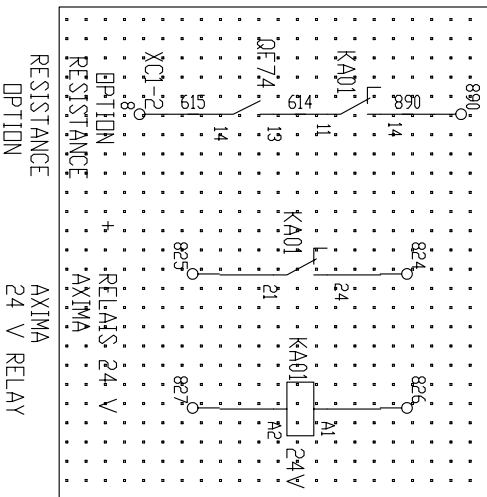 890
890
14
KA01
11
614
QF74
13
14
615
XC1-2
8
824
24
KA01
21
825
826
A1
KA01
24V
A2
827
OPTION + RELAIS 24 V
RESISTANCE AXIMA
RESISTANCE AXIMA
OPTION 24 V RELAY